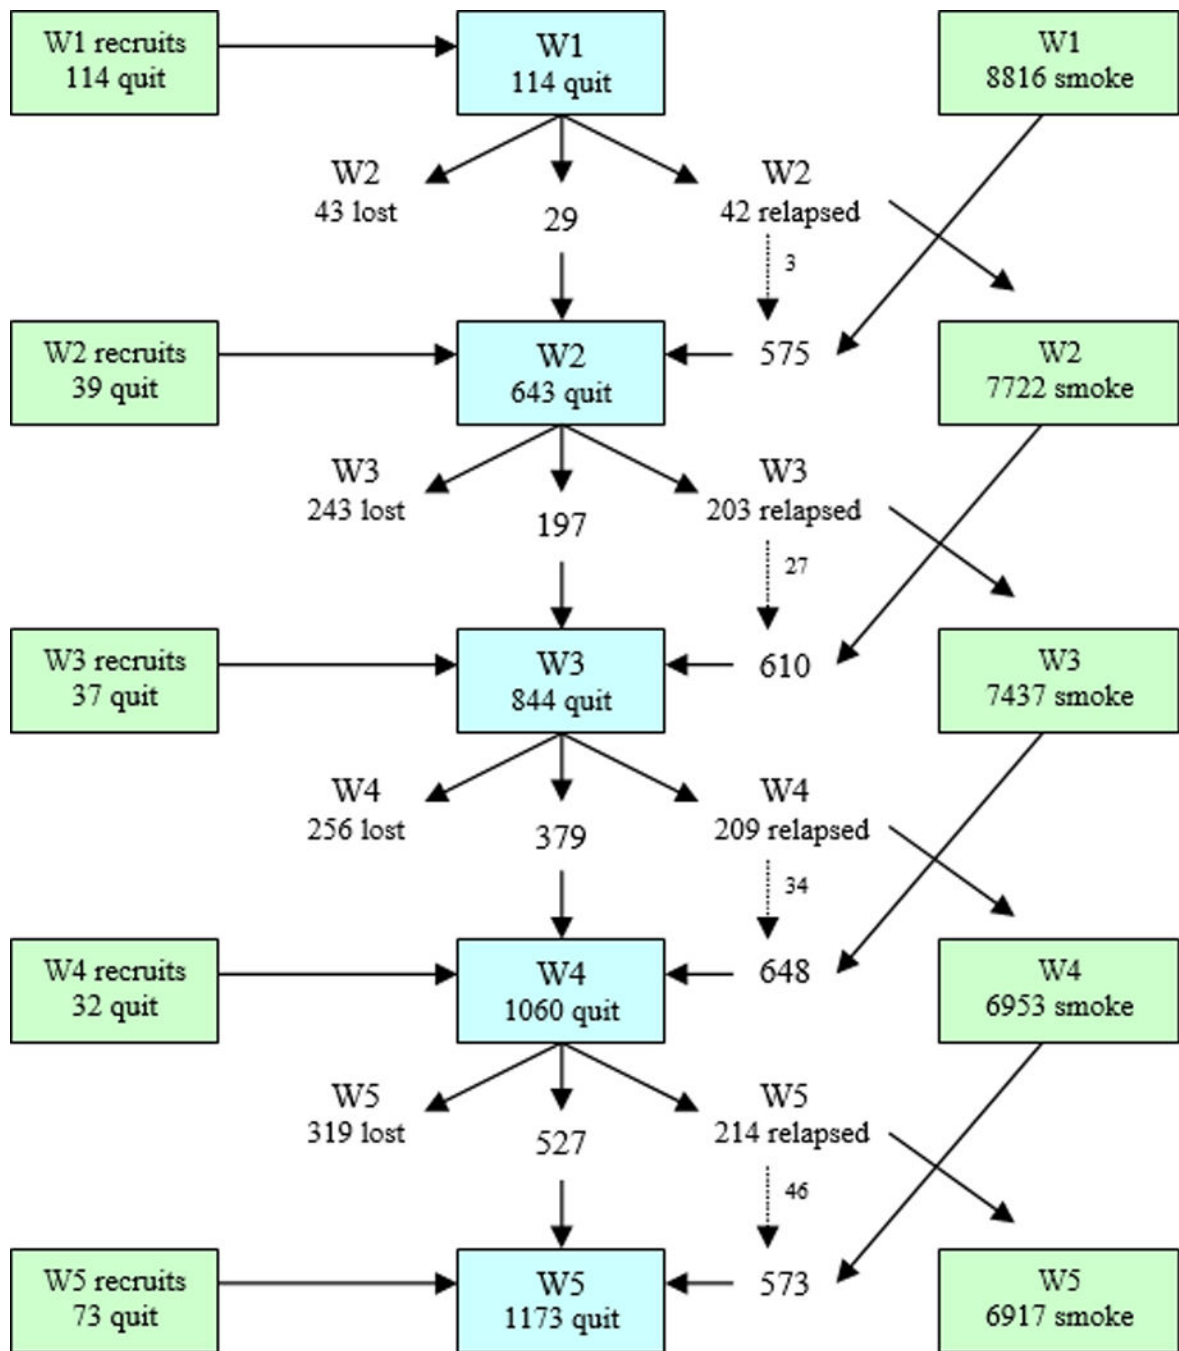 W1 recruits
114 quit
W1
114 quit
W1
8816 smoke
W2
43 lost
29
W2
42 relapsed
3
W2 recruits
39 quit
W2
643 quit
575
W2
7722 smoke
W3
243 lost
197
W3
203 relapsed
27
W3 recruits
37 quit
W3
844 quit
610
W3
7437 smoke
W4
256 lost
379
W4
209 relapsed
34
W4 recruits
32 quit
W4
1060 quit
648
W4
6953 smoke
W5
319 lost
527
W5
214 relapsed
46
W5 recruits
73 quit
W5
1173 quit
573
W5
6917 smoke